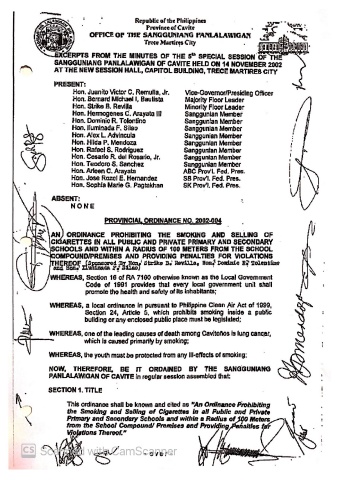 Republic of the Philippines
Province of Cavite
OFFICE OF THE SANGGUNIANG PANLALAWIGAN
Trece Martires City
EXCERPTS FROM THE MINUTES OF THE 5th SPECIAL SESSION OF THE
SANGGUNIANG PANLALAWIGAN OF CAVITE HELD ON 14 NOVEMBER 2002
AT THE NEW SESSION HALL, CAPITOL BUILDING, TRECE MARTIRES CITY
PRESENT:
Hon. Juanito Victor C. Remulla, Jr. Vice-Governor/Presiding Officer
Hon. Bernard Michael I. Bautista Majority Floor Leader
Hon. Strike B. Revilla Minority Floor Leader
Hon. Hermogenes C. Arayata III Sanggunian Member
Hon. Dominic R. Tolentino Sanggunian Member
Hon. Iluminada F. Sileo Sanggunian Member
Hon. Alex L. Advincula Sanggunian Member
Hon. Hilda P. Mendoza Sanggunian Member
Hon. Rafael S. Rodriguez Sanggunian Member
Hon. Cesario R. del Rosario, Jr. Sanggunian Member
Hon. Teodoro S. Sanchez Sanggunian Member
Hon. Arleen C. Arayata ABC Prov'l. Fed. Pres.
Hon. Jose Rozel E. Hernandez SB Prov'l. Fed. Pres.
Hon. Sophia Marie G. Pagtakhan SK Prov'l. Fed. Pres.
ABSENT:
NONE
PROVINCIAL ORDINANCE NO. 2002-004
AN ORDINANCE PROHIBITING THE SMOKING AND SELLING OF
CIGARETTES IN ALL PUBLIC AND PRIVATE PRIMARY AND SECONDARY
SCHOOLS AND WITHIN A RADIUS OF 100 METERS FROM THE SCHOOL
COMPOUND/PREMISES AND PROVIDING PENALTIES FOR VIOLATIONS
THEREOF (Sponsored by Hon. Strike B. Revilla, Hon. Dominic R. Tolentino
and Hon. Iluminada F. Sileo)
WHEREAS, Section 16 of RA 7160 otherwise known as the Local Government
Code of 1991 provides that every local government unit shall
promote the health and safety of its inhabitants;
WHEREAS, a local ordinance in pursuant to Philippine Clean Air Act of 1999,
Section 24, Article 5, which prohibits smoking inside a public
building or any enclosed public place must be legislated;
WHEREAS, one of the leading causes of death among Caviteños is lung cancer,
which is caused primarily by smoking;
WHEREAS, the youth must be protected from any ill-effects of smoking;
NOW, THEREFORE, BE IT ORDAINED BY THE SANGGUNIANG
PANLALAWIGAN OF CAVITE in regular session assembled that:
SECTION 1. TITLE
This ordinance shall be known and cited as "An Ordinance Prohibiting
the Smoking and Selling of Cigarettes in all Public and Private
Primary and Secondary Schools and within a Radius of 100 Meters
from the School Compound/ Premises and Providing Penalties for
Violations Thereof."
CS Scanned with CamScanner